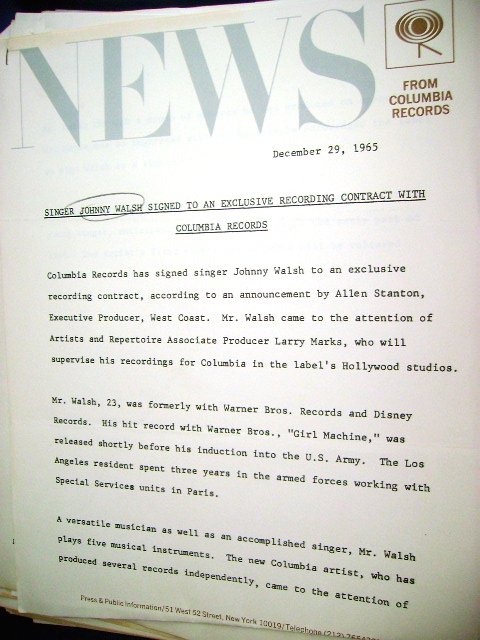 NEWS
FROM
COLUMBIA
RECORDS
December 29, 1965
SINGER JOHNNY WALSH SIGNED TO AN EXCLUSIVE RECORDING CONTRACT WITH
COLUMBIA RECORDS
Columbia Records has signed singer Johnny Walsh to an exclusive
recording contract, according to an announcement by Allen Stanton,
Executive Producer, West Coast. Mr. Walsh came to the attention of
Artists and Repertoire Associate Producer Larry Marks, who will
supervise his recordings for Columbia in the label's Hollywood studios.
Mr. Walsh, 23, was formerly with Warner Bros. Records and Disney
Records. His hit record with Warner Bros., "Girl Machine," was
released shortly before his induction into the U.S. Army. The Los
Angeles resident spent three years in the armed forces working with
Special Services units in Paris.
A versatile musician as well as an accomplished singer, Mr. Walsh
plays five musical instruments. The new Columbia artist, who has
produced several records independently, came to the attention of
Press & Public Information/51 West 52 Street, New York 10019/Telephone (212)